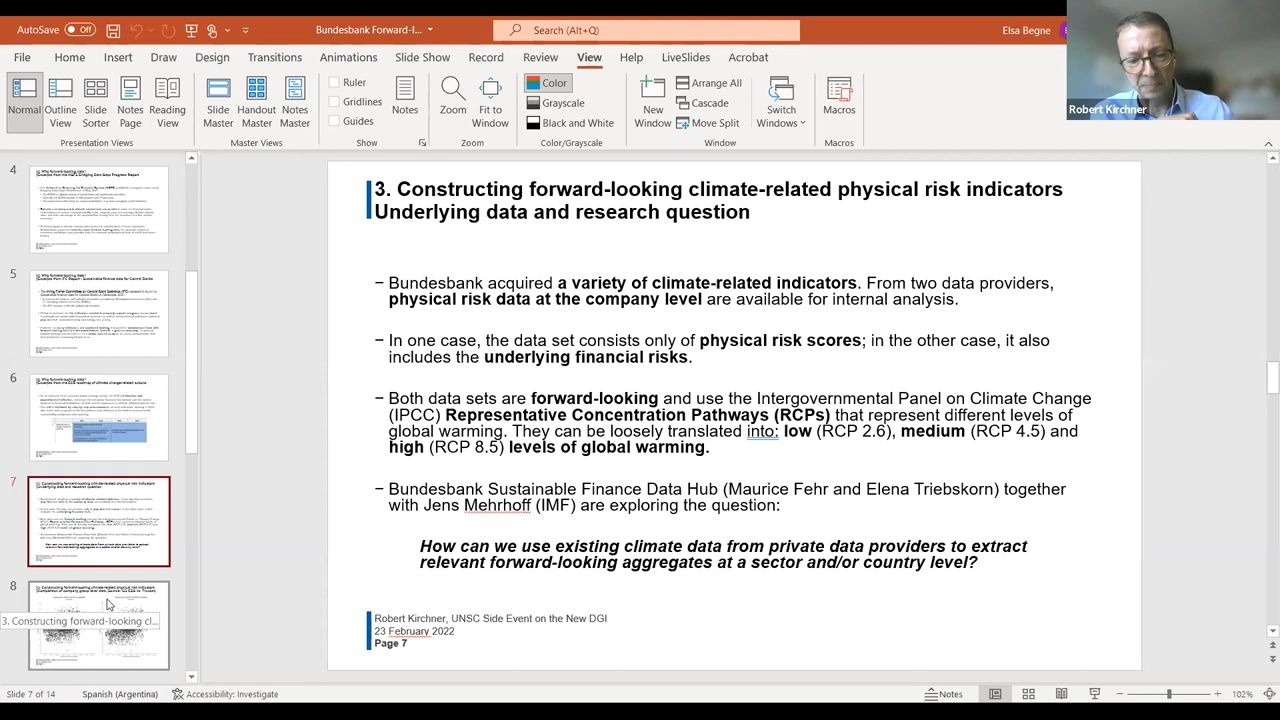 AutoSave Off
Bundesbank Forward-I...
Search (Alt+Q)
Elsa Begne
File Home Insert Draw Design Transitions Animations Slide Show Record Review View Help LiveSlides Acrobat
Normal Outline View Slide Sorter Notes Page Reading View
Presentation Views
Slide Master Handout Master Notes Master
Master Views
Ruler
Gridlines
Guides
Show
Notes
Zoom Fit to Window
Zoom
Color
Grayscale
Black and White
Color/Grayscale
New Window
Arrange All
Cascade
Move Split
Switch Windows
Window
Macros
Macros
Robert Kirchner
4
5
6
7
8
3. Constructing forward-looking cl...
3. Constructing forward-looking climate-related physical risk indicators
Underlying data and research question
− Bundesbank acquired a variety of climate-related indicators. From two data providers,
physical risk data at the company level are available for internal analysis.
− In one case, the data set consists only of physical risk scores; in the other case, it also
includes the underlying financial risks.
− Both data sets are forward-looking and use the Intergovernmental Panel on Climate Change
(IPCC) Representative Concentration Pathways (RCPs) that represent different levels of
global warming. They can be loosely translated into: low (RCP 2.6), medium (RCP 4.5) and
high (RCP 8.5) levels of global warming.
− Bundesbank Sustainable Finance Data Hub (Maurice Fehr and Elena Triebskorn) together
with Jens Mehrhoff (IMF) are exploring the question:
How can we use existing climate data from private data providers to extract
relevant forward-looking aggregates at a sector and/or country level?
Robert Kirchner, UNSC Side Event on the New DGI
23 February 2022
Page 7
Slide 7 of 14 Spanish (Argentina) Accessibility: Investigate Notes 102%